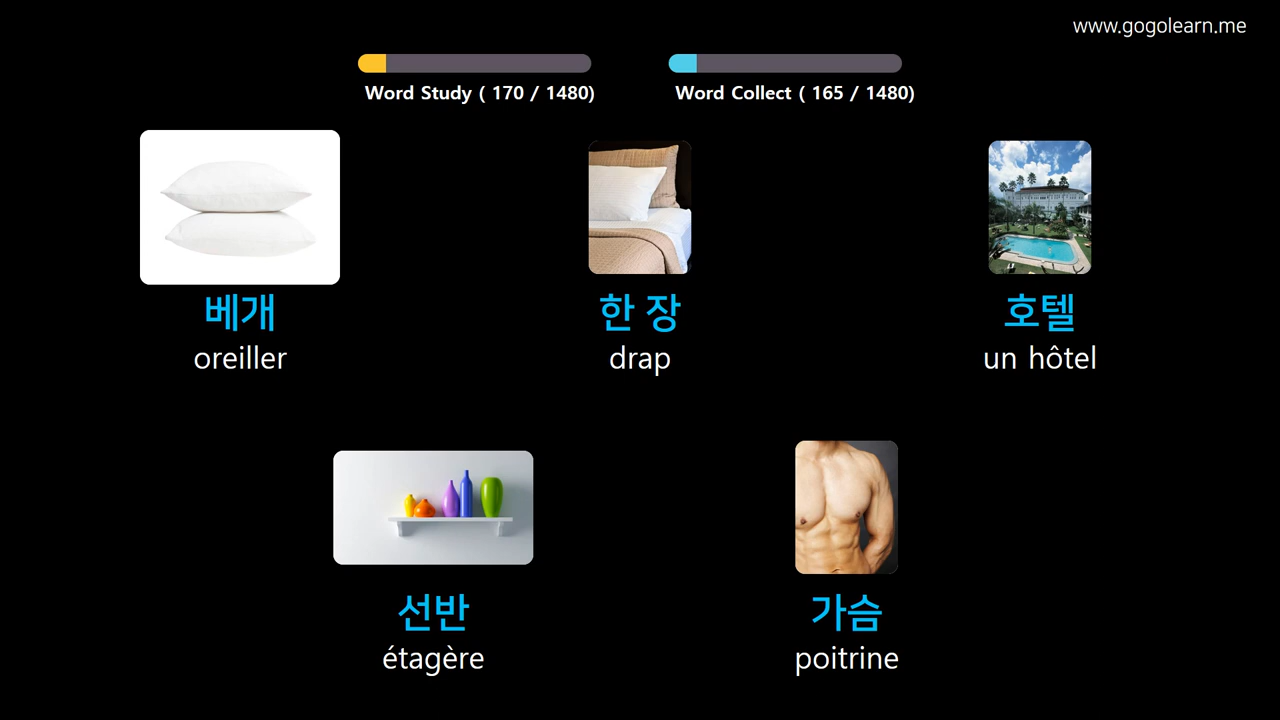 www.gogolearn.me
Word Study ( 170 / 1480)
Word Collect ( 165 / 1480)
베개
oreiller
한 장
drap
호텔
un hôtel
선반
étagère
가슴
poitrine